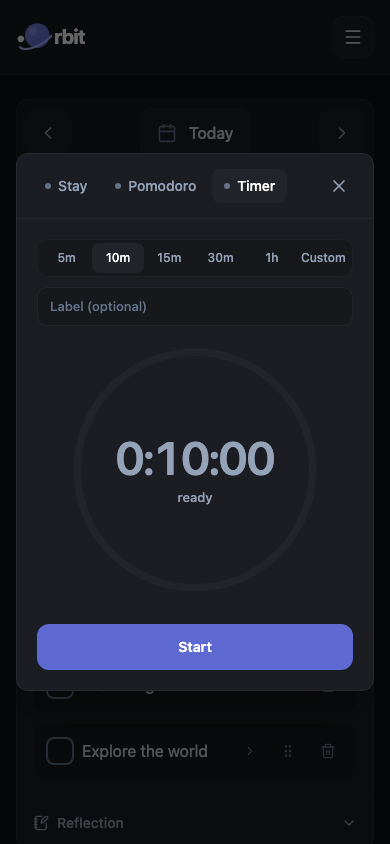 rbit
Today
Stay
Pomodoro
Timer
5m
10m
15m
30m
1h
Custom
Label (optional)
0:10:00
ready
Start
Explore the world
Reflection